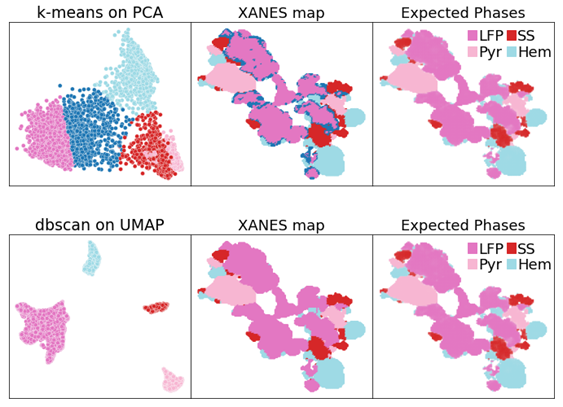 k-means on PCA
XANES map
Expected Phases
LFP SS
Pyr Hem
dbscan on UMAP
XANES map
Expected Phases
LFP SS
Pyr Hem